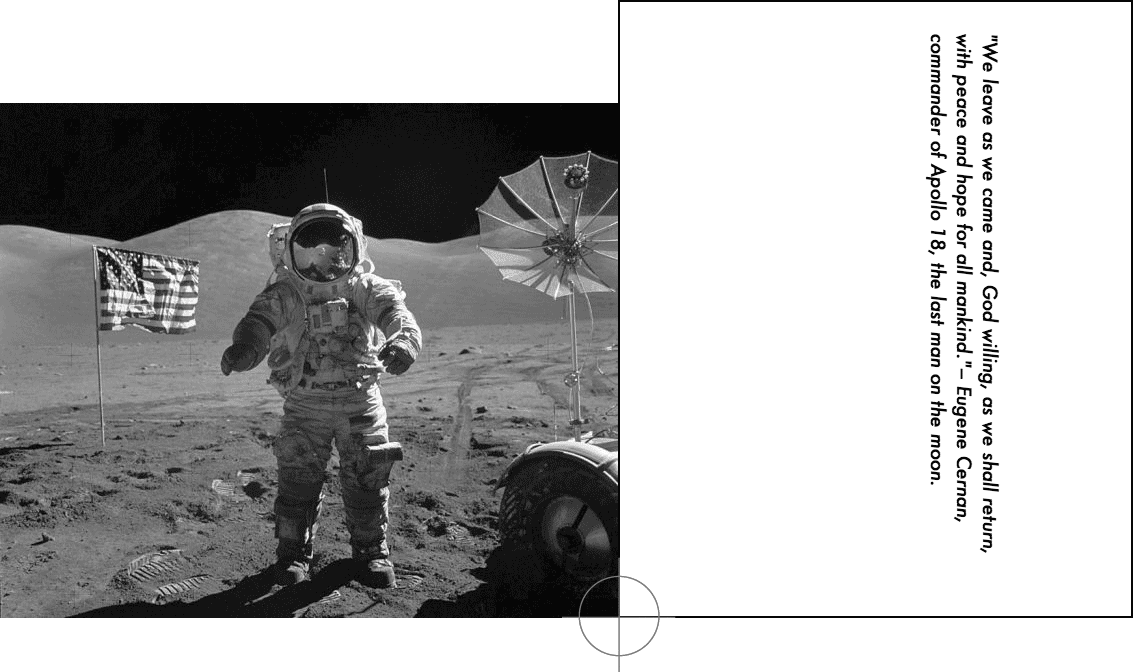 "We leave as we came and, God willing, as we shall return,
with peace and hope for all mankind."– Eugene Cernan,
commander of Apollo 18, the last man on the moon.